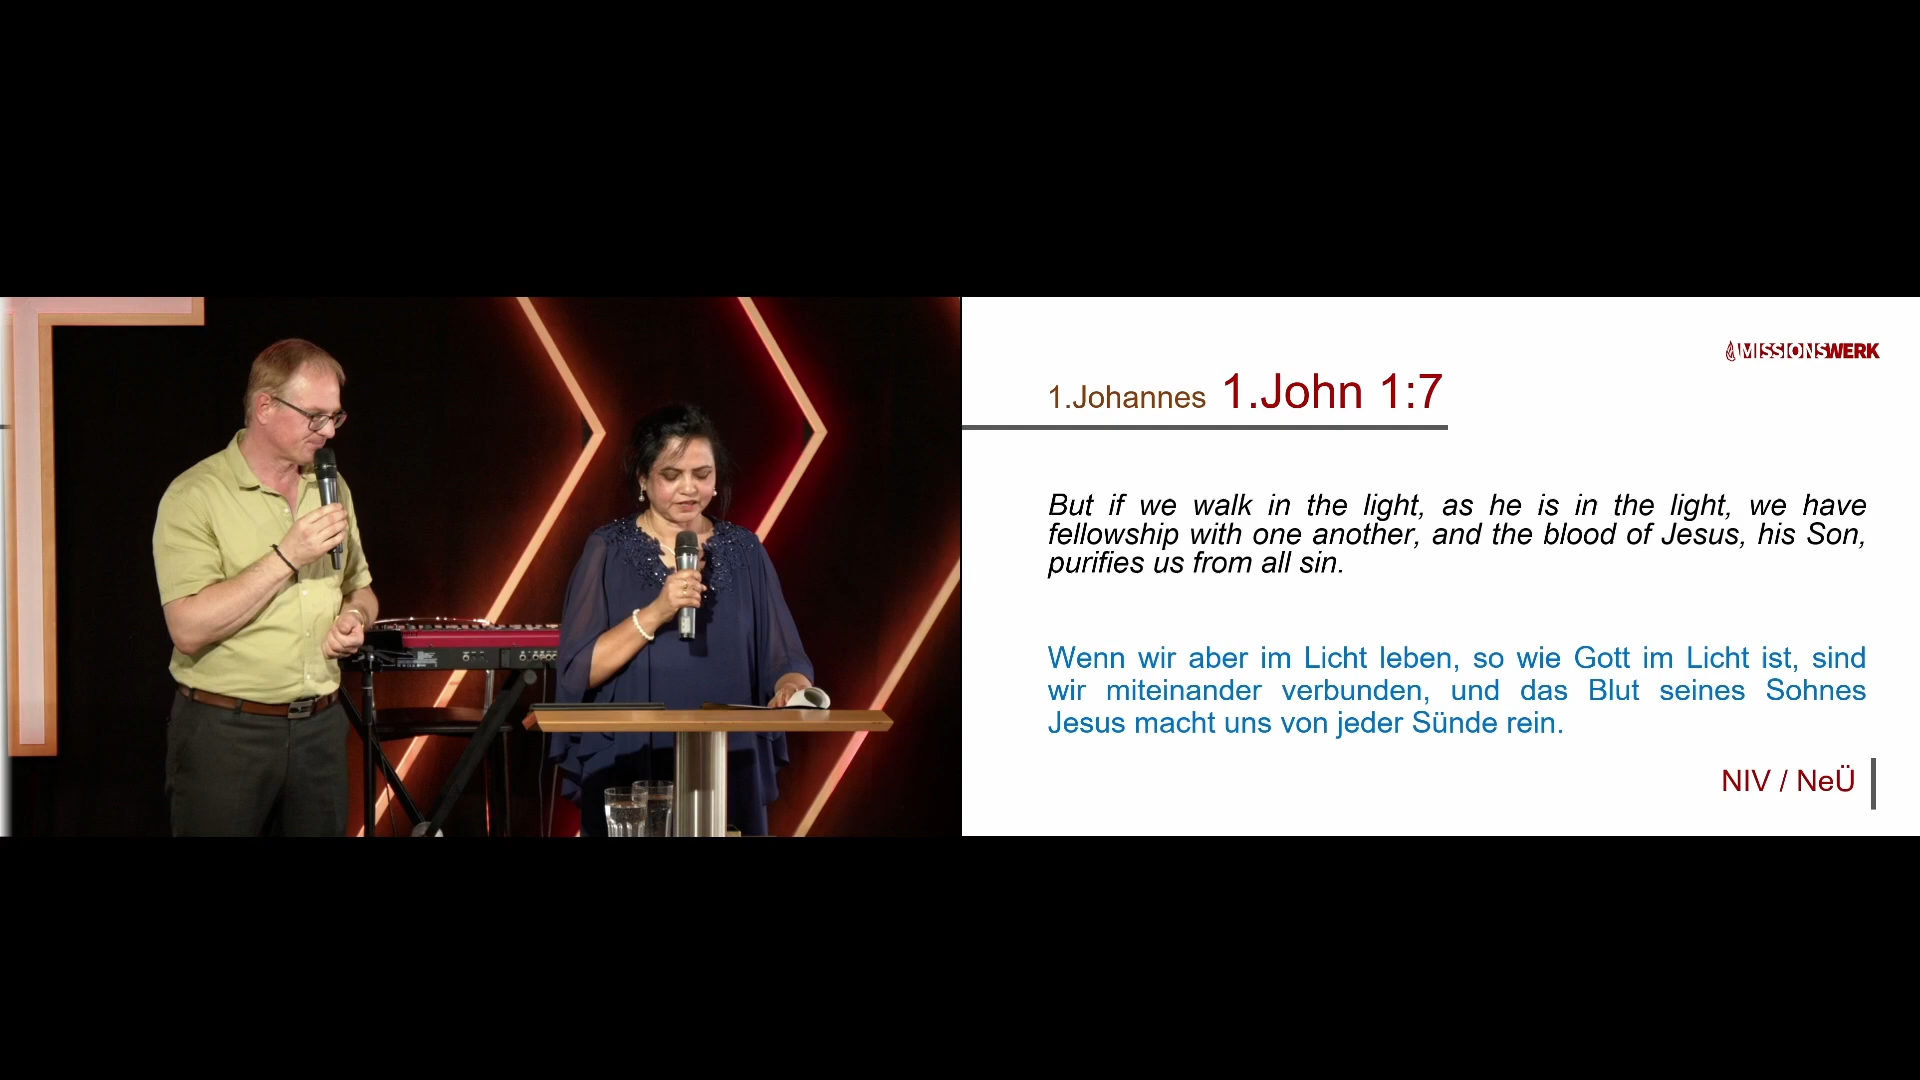 MISSIONSWERK
1.Johannes 1.John 1:7
But if we walk in the light, as he is in the light, we have
fellowship with one another, and the blood of Jesus, his Son,
purifies us from all sin.
Wenn wir aber im Licht leben, so wie Gott im Licht ist, sind
wir miteinander verbunden, und das Blut seines Sohnes
Jesus macht uns von jeder Sünde rein.
NIV / NeÜ